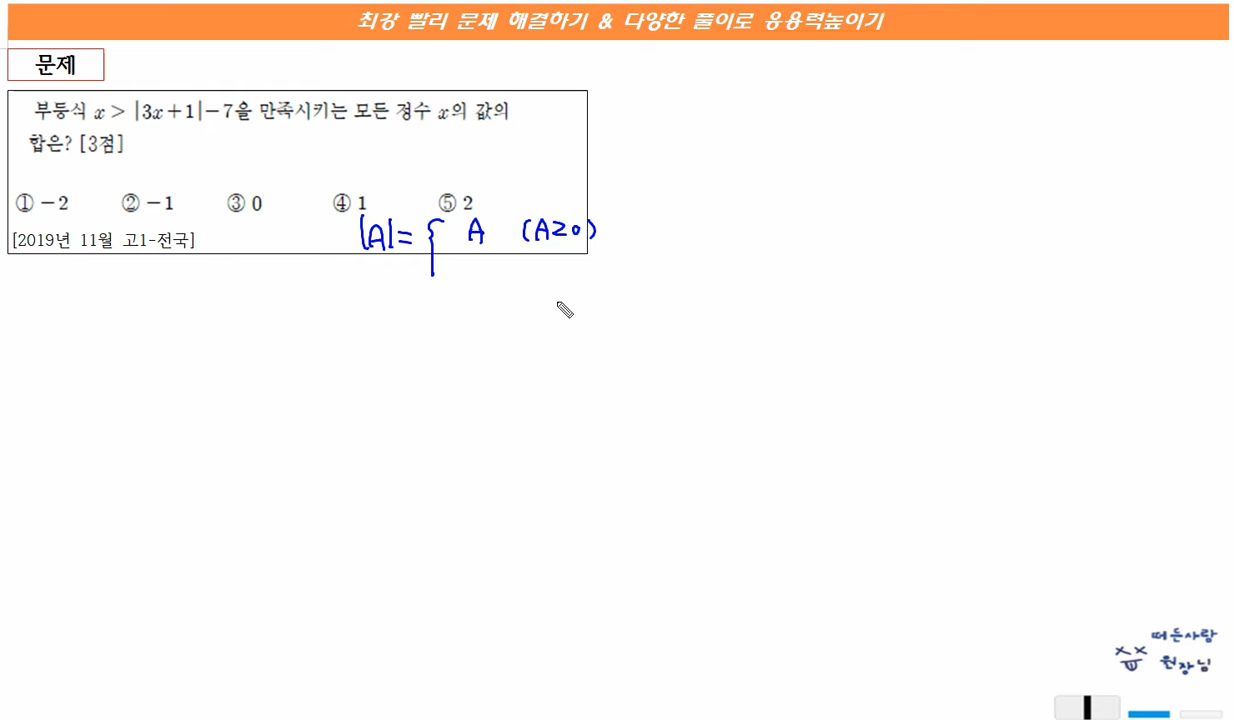 최강 빨리 문제 해결하기 & 다양한 풀이로 응용력높이기
문제
부등식 x > |3x+1|-7을 만족시키는 모든 정수 x의 값의
합은? [3점]
① -2 ② -1 ③ 0 ④ 1 ⑤ 2
[2019년 11월 고1-전국]
|A|= { A (A≥0)
떠든사람
원장님